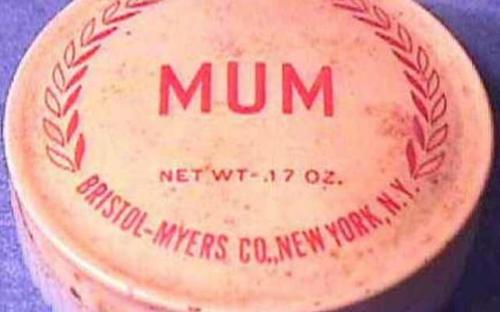 MUM
NET WT-.17 OZ.
BRISTOL-MYERS CO., NEW YORK, N.Y.